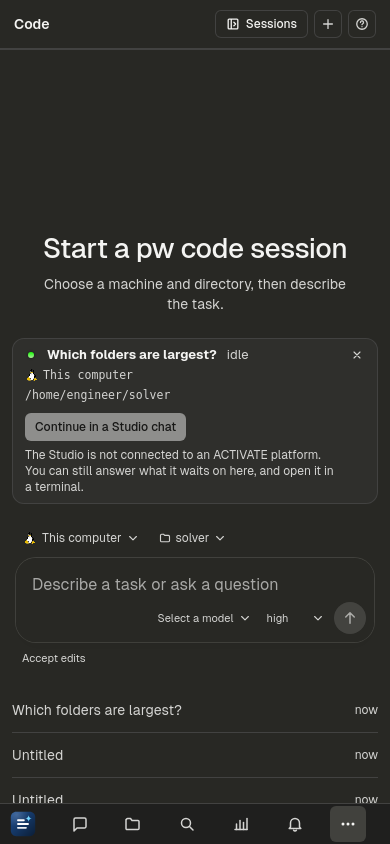 Code
Sessions
Start a pw code session
Choose a machine and directory, then describe
the task.
Which folders are largest? idle
This computer
/home/engineer/solver
Continue in a Studio chat
The Studio is not connected to an ACTIVATE platform.
You can still answer what it waits on here, and open it in
a terminal.
This computer
solver
Describe a task or ask a question
Select a model
high
Accept edits
Which folders are largest? now
Untitled now
Untitled now